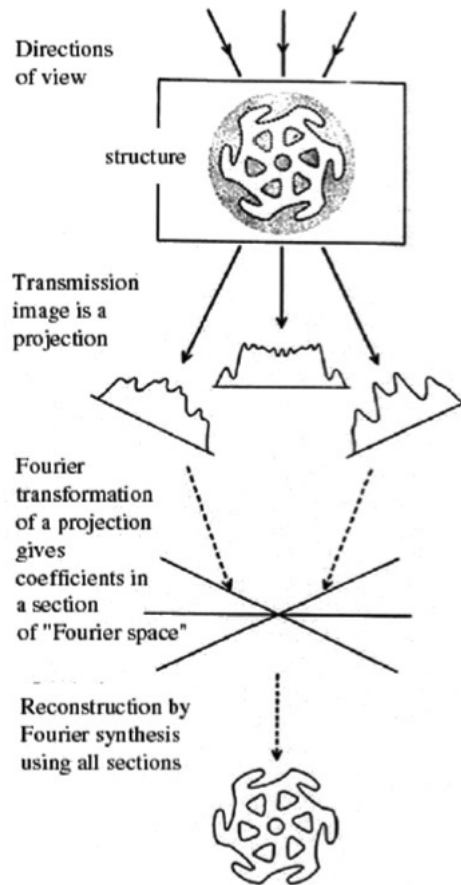 Directions
of view
structure
Transmission
image is a
projection
Fourier
transformation
of a projection
gives
coefficients in
a section
of "Fourier space"
Reconstruction by
Fourier synthesis
using all sections